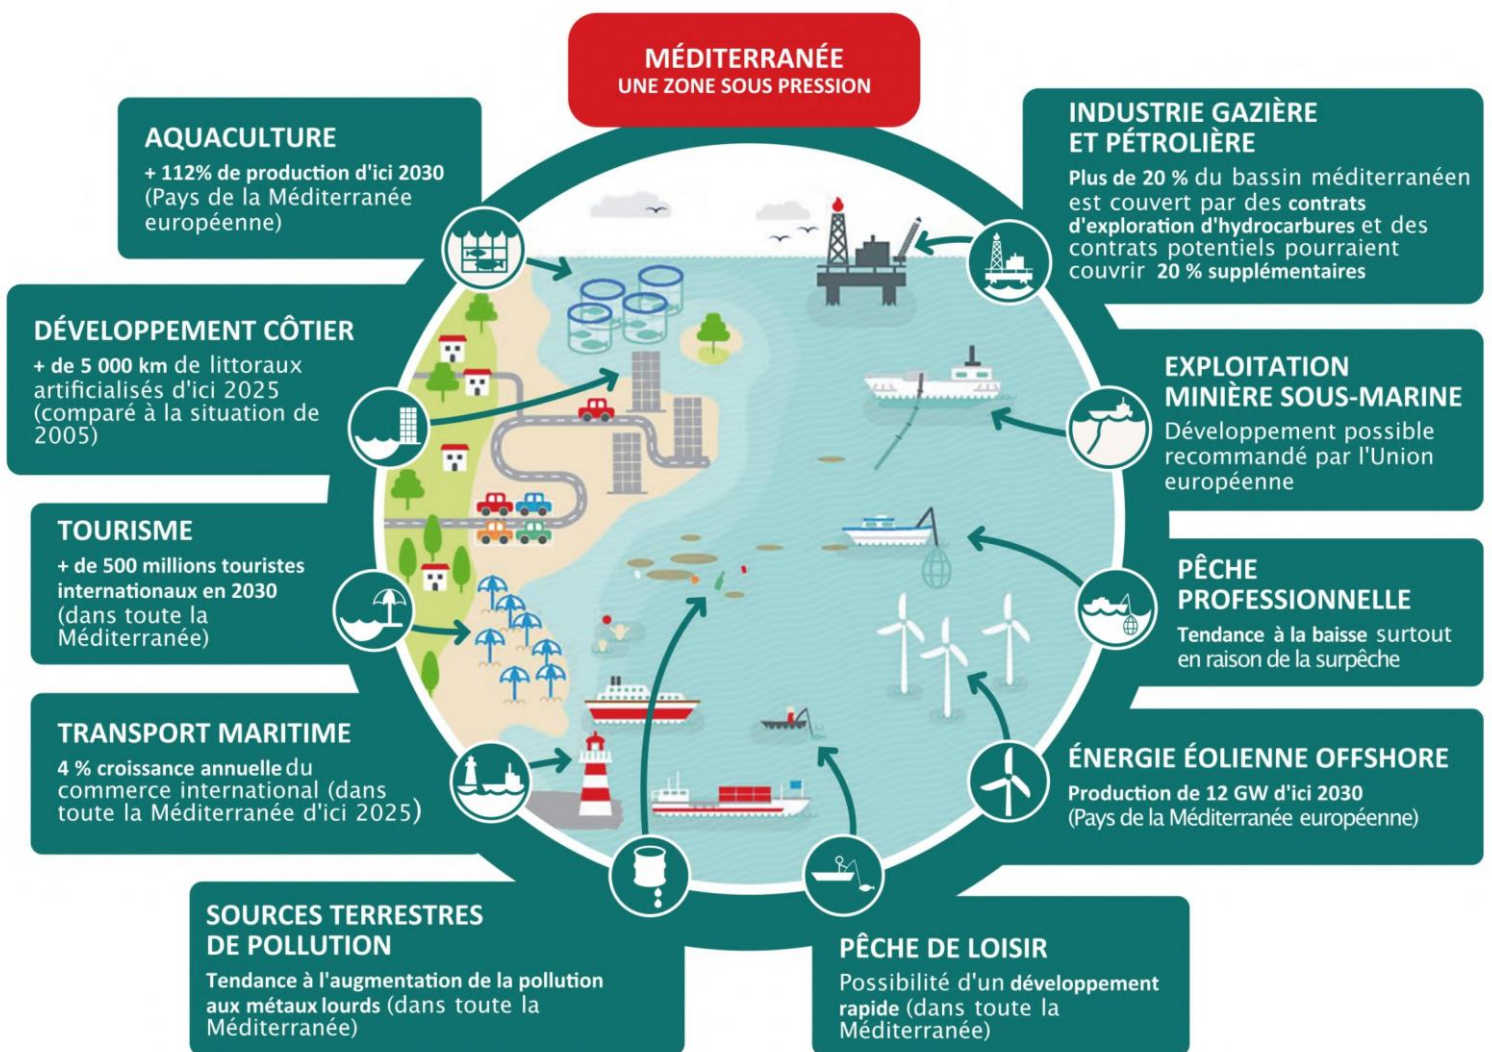 MÉDITERRANÉE
UNE ZONE SOUS PRESSION
AQUACULTURE
+ 112% de production d'ici 2030
(Pays de la Méditerranée
européenne)
DÉVELOPPEMENT CÔTIER
+ de 5 000 km de littoraux
artificialisés d'ici 2025
(comparé à la situation de
2005)
TOURISME
+ de 500 millions touristes
internationaux en 2030
(dans toute la
Méditerranée)
TRANSPORT MARITIME
4 % croissance annuelle du
commerce international (dans
toute la Méditerranée d'ici 2025)
SOURCES TERRESTRES
DE POLLUTION
Tendance à l'augmentation de la pollution
aux métaux lourds (dans toute la
Méditerranée)
INDUSTRIE GAZIÈRE
ET PÉTROLIÈRE
Plus de 20 % du bassin méditerranéen
est couvert par des contrats
d'exploration d'hydrocarbures et des
contrats potentiels pourraient
couvrir 20 % supplémentaires
EXPLOITATION
MINIÈRE SOUS-MARINE
Développement possible
recommandé par l'Union
européenne
PÊCHE
PROFESSIONNELLE
Tendance à la baisse surtout
en raison de la surpêche
ÉNERGIE ÉOLIENNE OFFSHORE
Production de 12 GW d'ici 2030
(Pays de la Méditerranée européenne)
PÊCHE DE LOISIR
Possibilité d'un développement
rapide (dans toute la
Méditerranée)